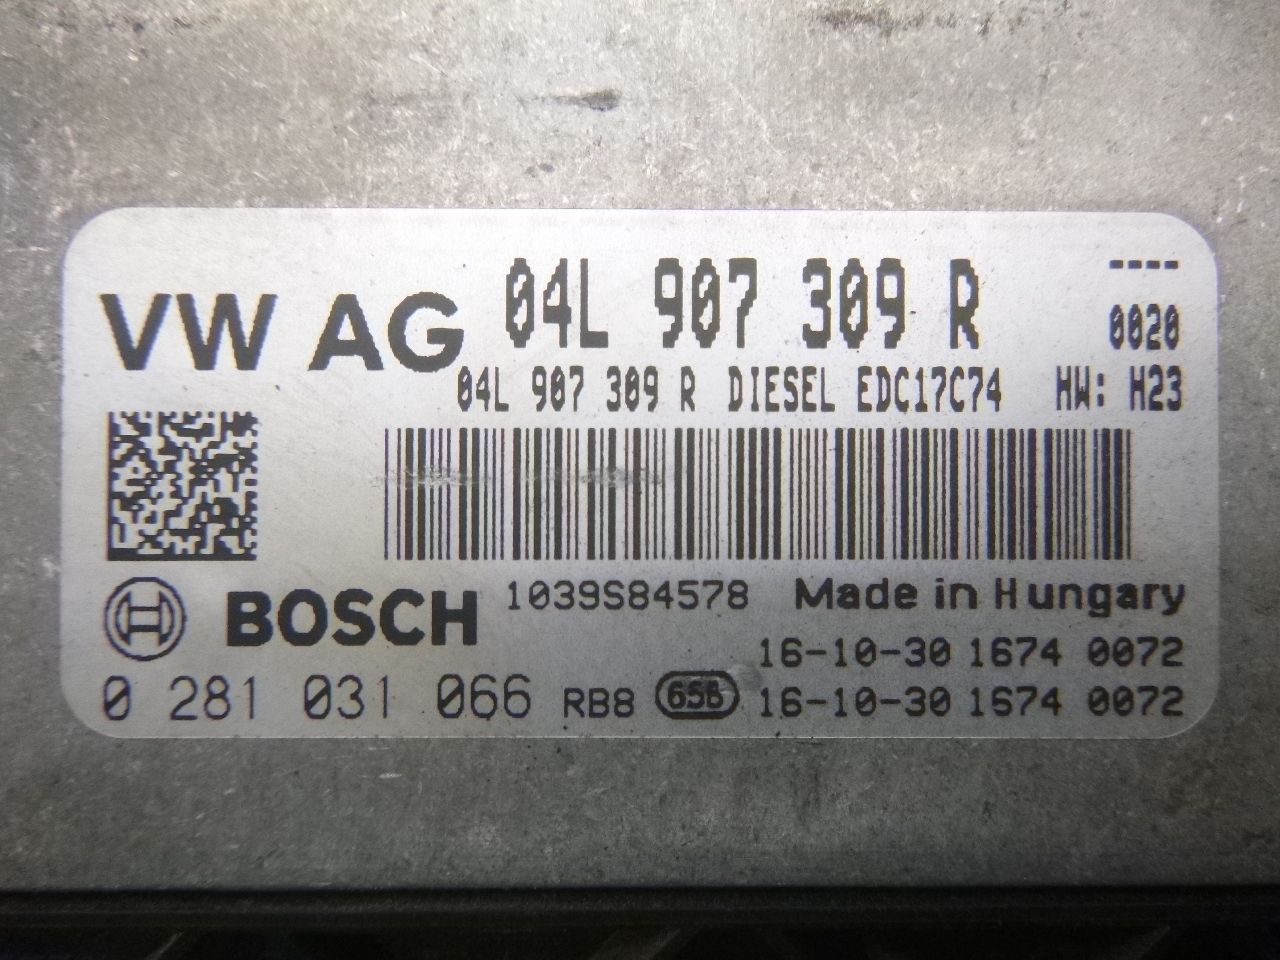 VW AG 04L 907 309 R ----
0020
04L 907 309 R DIESEL EDC17C74 HW: H23
BOSCH 1039S84578 Made in Hungary
16-10-30 1674 0072
0 281 031 066 RB8 65B 16-10-30 1674 0072